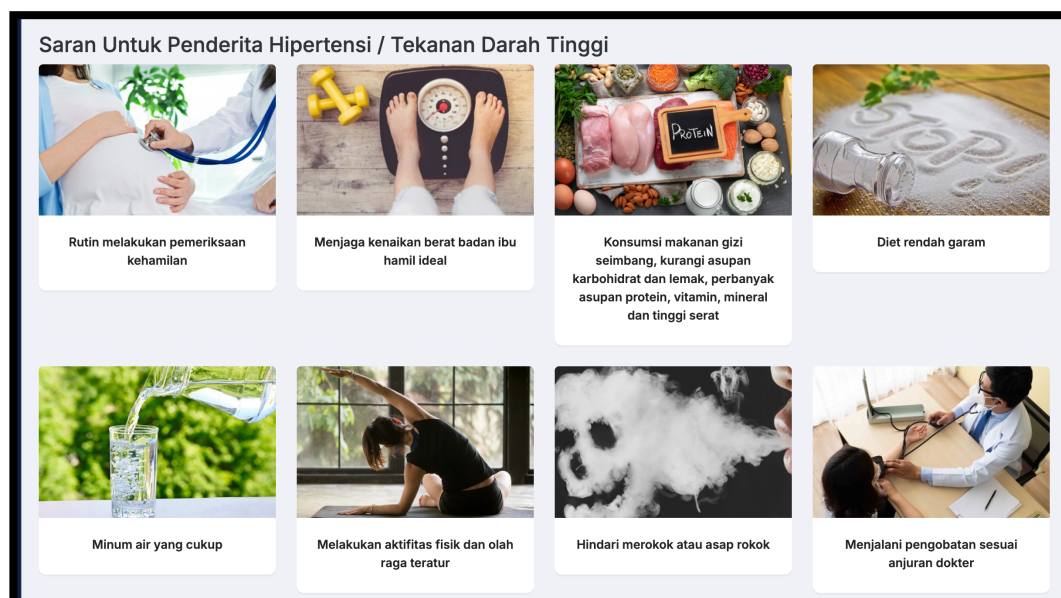 Saran Untuk Penderita Hipertensi / Tekanan Darah Tinggi
PROTEIN
STOP!
Rutin melakukan pemeriksaan
kehamilan
Menjaga kenaikan berat badan ibu
hamil ideal
Konsumsi makanan gizi
seimbang, kurangi asupan
karbohidrat dan lemak, perbanyak
asupan protein, vitamin, mineral
dan tinggi serat
Diet rendah garam
Minum air yang cukup
Melakukan aktifitas fisik dan olah
raga teratur
Hindari merokok atau asap rokok
Menjalani pengobatan sesuai
anjuran dokter